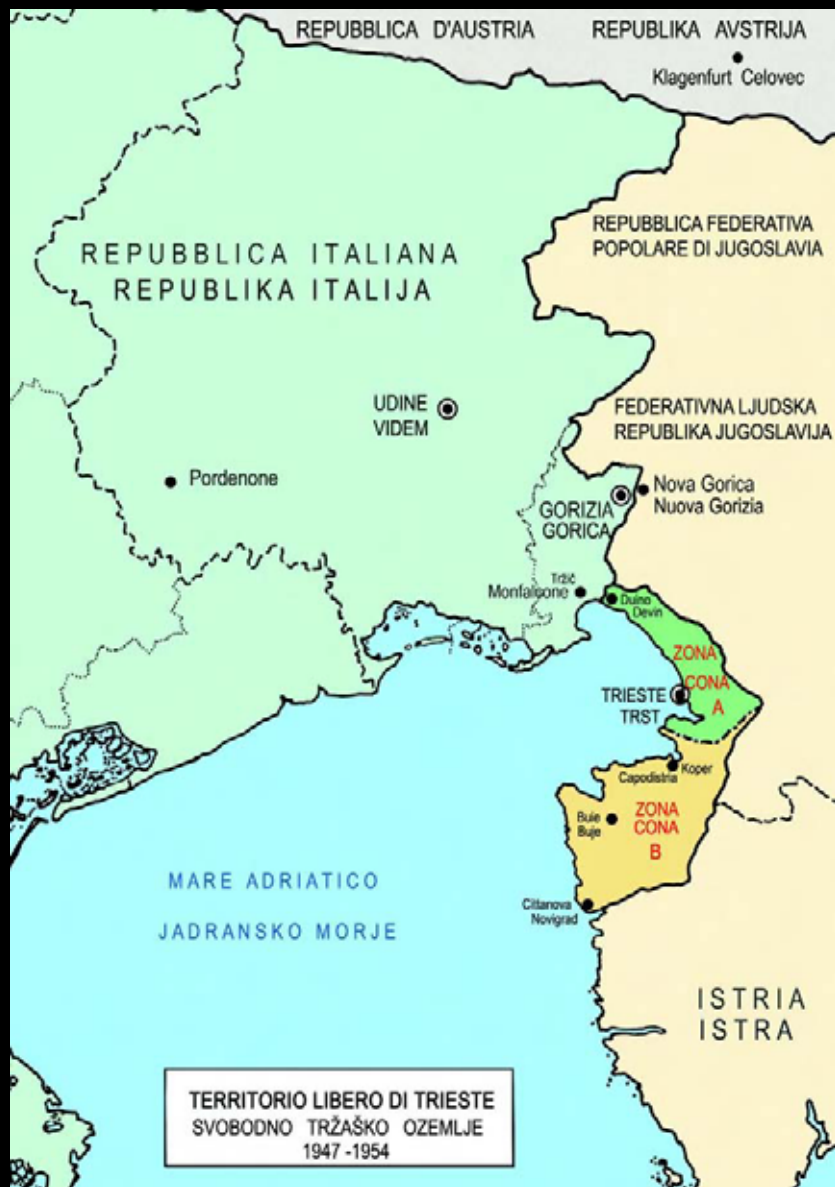 REPUBBLICA D'AUSTRIA
REPUBLIKA AVSTRIJA
Klagenfurt Celovec
REPUBBLICA FEDERATIVA
POPOLARE DI JUGOSLAVIA
REPUBBLICA ITALIANA
REPUBLIKA ITALIJA
UDINE
VIDEM
FEDERATIVNA LJUDSKA
REPUBLIKA JUGOSLAVIJA
Pordenone
Nova Gorica
Nuova Gorizia
GORIZIA
GORICA
Tržič
Monfalcone
Duino
Devin
ZONA
CONA
A
TRIESTE
TRST
Koper
Capodistria
Buie
Buje
ZONA
CONA
B
MARE ADRIATICO
JADRANSKO MORJE
Cittanova
Novigrad
ISTRIA
ISTRA
TERRITORIO LIBERO DI TRIESTE
SVOBODNO TRŽAŠKO OZEMLJE
1947 -1954